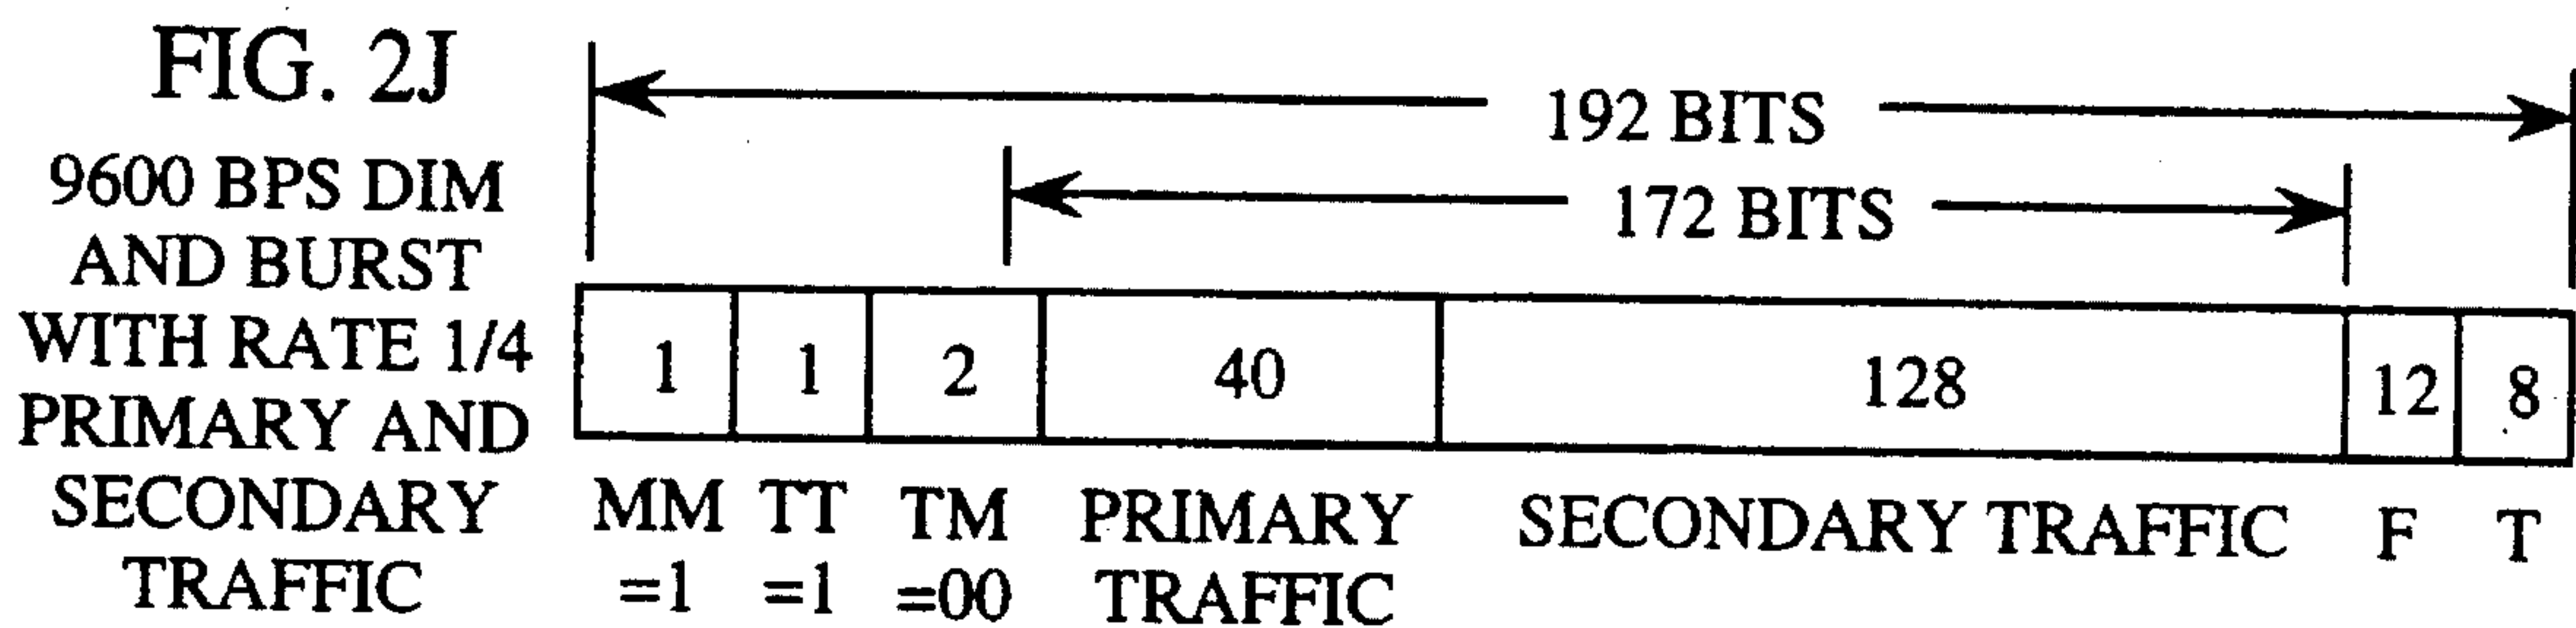 FIG. 2J
9600 BPS DIM
AND BURST
WITH RATE 1/4
PRIMARY AND
SECONDARY
TRAFFIC
192 BITS
172 BITS
1 1 2 40 128 12 8
MM TT TM PRIMARY SECONDARY TRAFFIC F T
=1 =1 =00 TRAFFIC